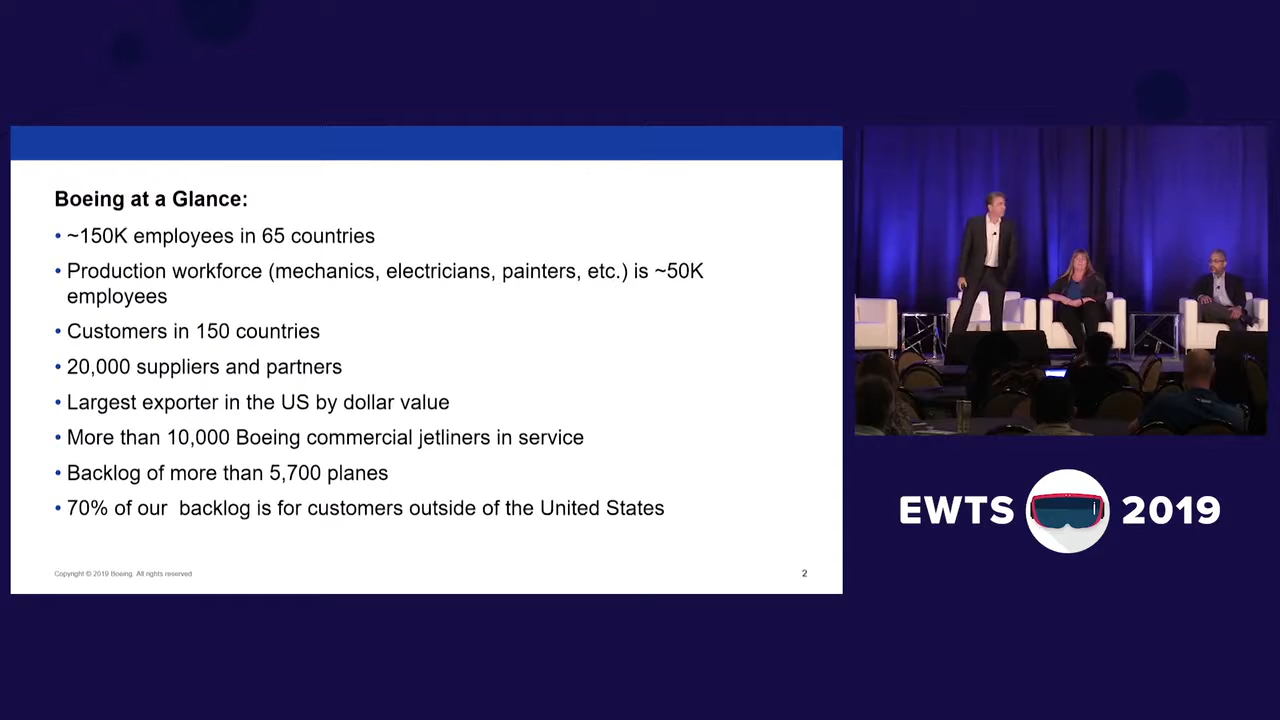 Boeing at a Glance:
• ~150K employees in 65 countries
• Production workforce (mechanics, electricians, painters, etc.) is ~50K
employees
• Customers in 150 countries
• 20,000 suppliers and partners
• Largest exporter in the US by dollar value
• More than 10,000 Boeing commercial jetliners in service
• Backlog of more than 5,700 planes
• 70% of our  backlog is for customers outside of the United States
Copyright © 2019 Boeing. All rights reserved
2
EWTS 2019